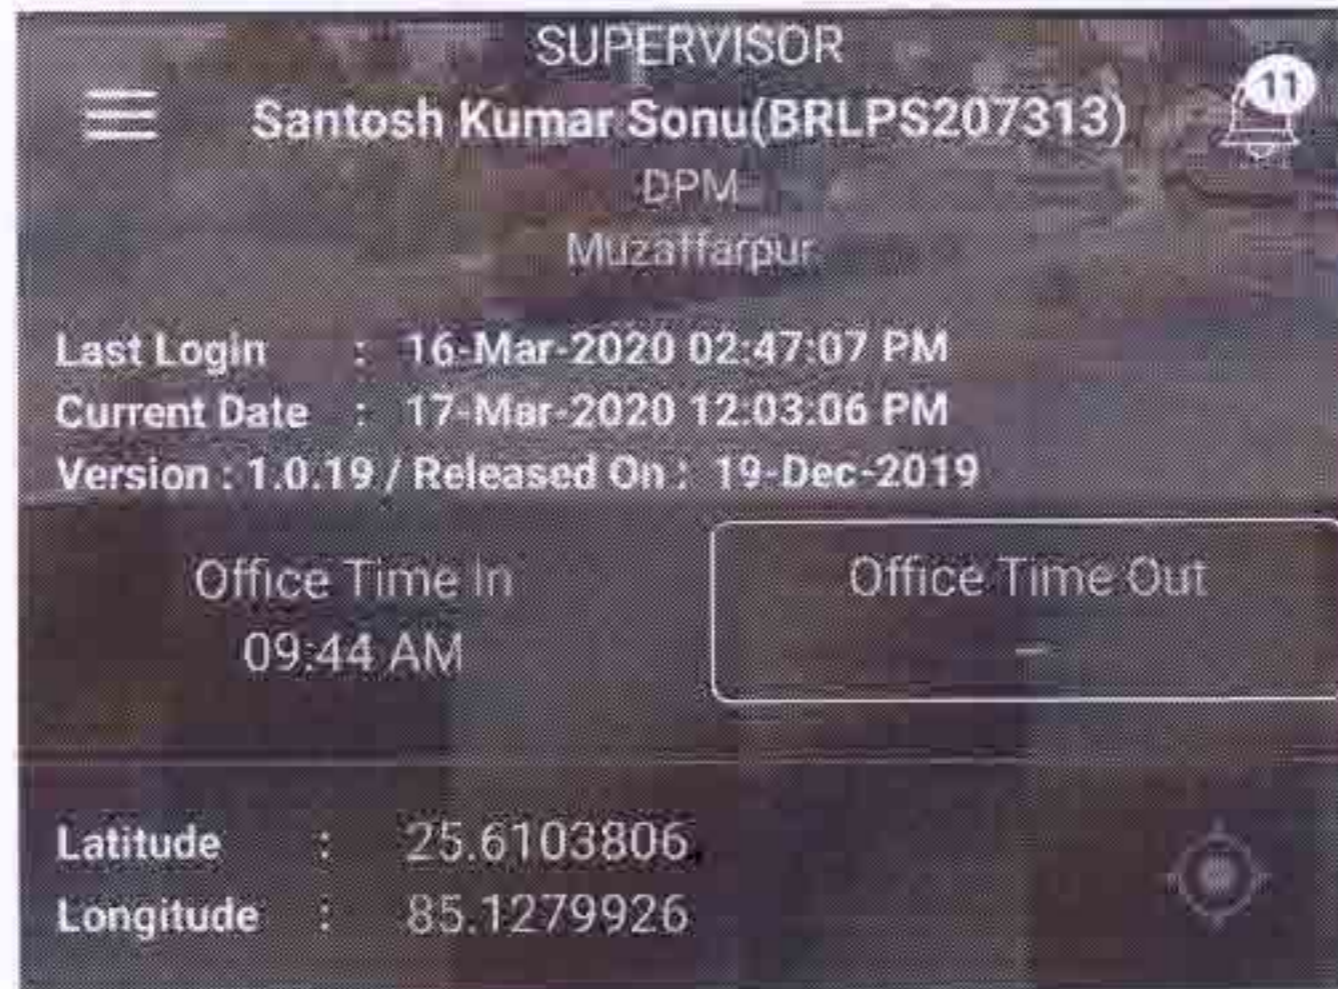 SUPERVISOR
11
Santosh Kumar Sonu(BRLPS207313)
DPM
Muzaffarpur
Last Login : 16-Mar-2020 02:47:07 PM
Current Date : 17-Mar-2020 12:03:06 PM
Version : 1.0.19 / Released On : 19-Dec-2019
Office Time In
09:44 AM
Office Time Out
–
Latitude : 25.6103806
Longitude : 85.1279926